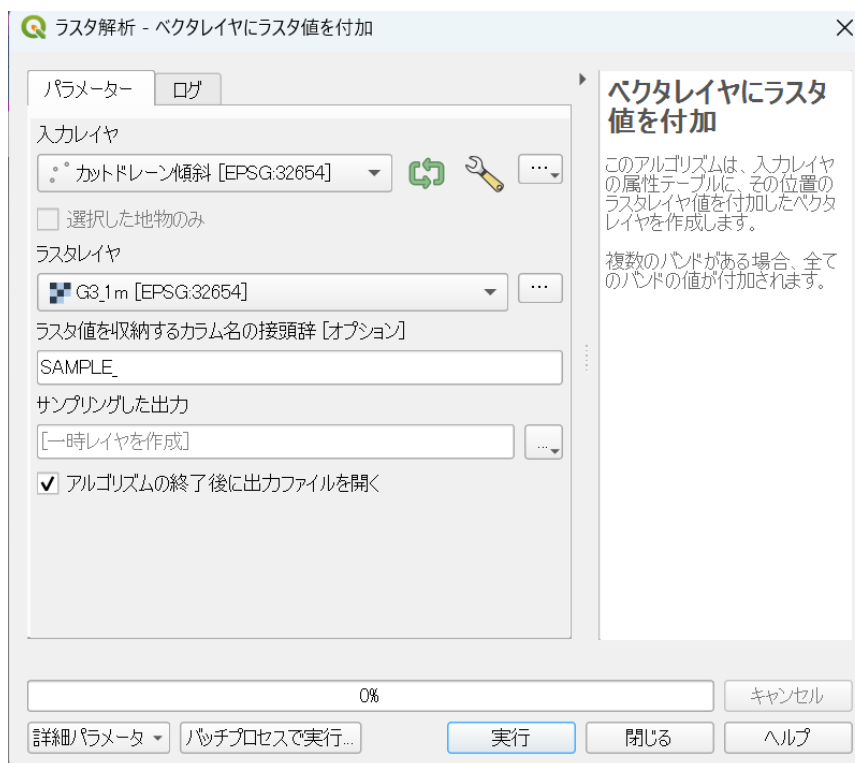 ラスタ解析 - ベクタレイヤにラスタ値を付加
パラメーター
ログ
入力レイヤ
カットドレーン傾斜 [EPSG:32654]
…
選択した地物のみ
ラスタレイヤ
G3_1m [EPSG:32654]
…
ラスタ値を収納するカラム名の接頭辞 [オプション]
SAMPLE_
サンプリングした出力
[一時レイヤを作成]
…
アルゴリズムの終了後に出力ファイルを開く
ベクタレイヤにラスタ
値を付加
このアルゴリズムは、入力レイヤ
の属性テーブルに、その位置の
ラスタレイヤ値を付加したベクタ
レイヤを作成します。
複数のバンドがある場合、全て
のバンドの値が付加されます。
0%
キャンセル
詳細パラメータ
バッチプロセスで実行...
実行
閉じる
ヘルプ